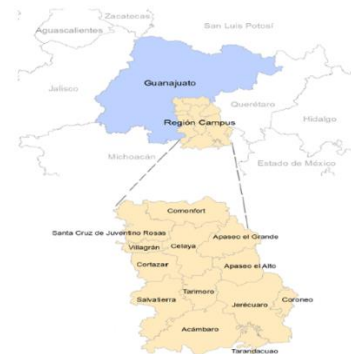 Zacatecas
San Luis Potosí
Aguascalientes
Guanajuato
Jalisco
Querétaro
Región Campus
Hidalgo
Michoacán
Estado de México
Comonfort
Santa Cruz de Juventino Rosas
Apaseo el Grande
Villagrán
Celaya
Cortazar
Apaseo el Alto
Tarimoro
Salvatierra
Jerécuaro
Coroneo
Acámbaro
Tarandacuao